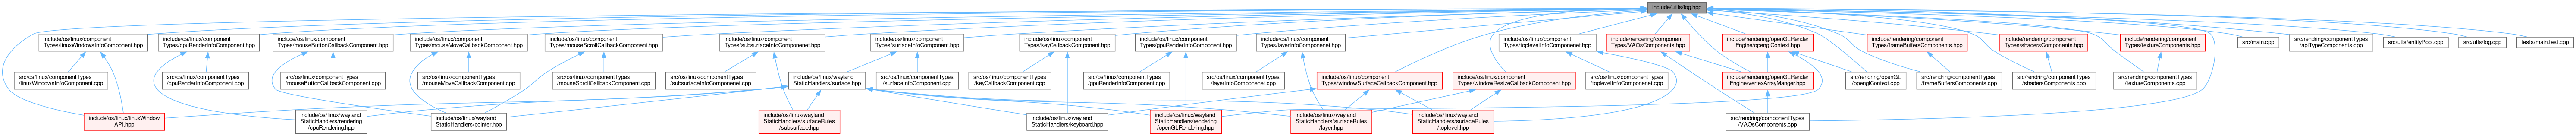 include/utils/log.hpp
include/os/linux/component
Types/linuxWindowsInfoComponent.hpp
include/os/linux/component
Types/cpuRenderInfoComponent.hpp
include/os/linux/component
Types/mouseButtonCallbackComponent.hpp
include/os/linux/component
Types/mouseMoveCallbackComponent.hpp
include/os/linux/component
Types/mouseScrollCallbackComponent.hpp
include/os/linux/component
Types/subsurfaceInfoComponenet.hpp
include/os/linux/component
Types/surfaceInfoComponent.hpp
include/os/linux/component
Types/keyCallbackComponent.hpp
include/os/linux/component
Types/gpuRenderInfoComponent.hpp
include/os/linux/component
Types/layerInfoComponenet.hpp
include/os/linux/component
Types/toplevelInfoComponenet.hpp
include/rendering/component
Types/VAOsComponents.hpp
include/rendering/openGLRender
Engine/openglContext.hpp
include/rendering/component
Types/frameBuffersComponents.hpp
include/rendering/component
Types/shadersComponents.hpp
include/rendering/component
Types/textureComponents.hpp
src/main.cpp
src/rendring/componentTypes
/apiTypeComponents.cpp
src/utils/entityPool.cpp
src/utils/log.cpp
tests/main.test.cpp
src/os/linux/componentTypes
/linuxWindowsInfoComponent.cpp
src/os/linux/componentTypes
/cpuRenderInfoComponent.cpp
src/os/linux/componentTypes
/mouseButtonCallbackComponent.cpp
src/os/linux/componentTypes
/mouseMoveCallbackComponent.cpp
src/os/linux/componentTypes
/mouseScrollCallbackComponent.cpp
src/os/linux/componentTypes
/subsurfaceInfoComponenet.cpp
include/os/linux/wayland
StaticHandlers/surface.hpp
src/os/linux/componentTypes
/surfaceInfoComponent.cpp
src/os/linux/componentTypes
/keyCallbackComponent.cpp
src/os/linux/componentTypes
/gpuRenderInfoComponent.cpp
src/os/linux/componentTypes
/layerInfoComponenet.cpp
include/os/linux/component
Types/windowSurfaceCallbackComponent.hpp
include/os/linux/component
Types/windowResizeCallbackComponent.hpp
src/os/linux/componentTypes
/toplevelInfoComponenet.cpp
include/rendering/openGLRender
Engine/vertexArrayManger.hpp
src/rendring/openGL
/openglContext.cpp
src/rendring/componentTypes
/frameBuffersComponents.cpp
src/rendring/componentTypes
/shadersComponents.cpp
src/rendring/componentTypes
/textureComponents.cpp
include/os/linux/linuxWindow
API.hpp
include/os/linux/wayland
StaticHandlers/rendering
/cpuRendering.hpp
include/os/linux/wayland
StaticHandlers/pointer.hpp
include/os/linux/wayland
StaticHandlers/surfaceRules
/subsurface.hpp
include/os/linux/wayland
StaticHandlers/keyboard.hpp
include/os/linux/wayland
StaticHandlers/rendering
/openGLRendering.hpp
include/os/linux/wayland
StaticHandlers/surfaceRules
/layer.hpp
include/os/linux/wayland
StaticHandlers/surfaceRules
/toplevel.hpp
src/rendring/componentTypes
/VAOsComponents.cpp